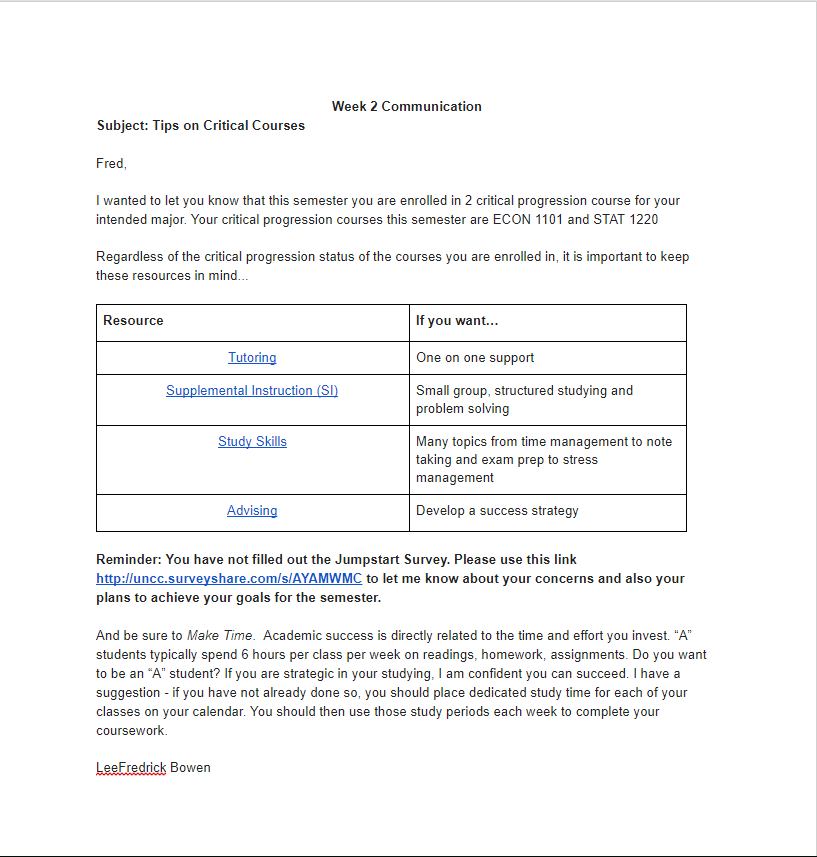 Week 2 Communication
Subject: Tips on Critical Courses
Fred,
I wanted to let you know that this semester you are enrolled in 2 critical progression course for your
intended major. Your critical progression courses this semester are ECON 1101 and STAT 1220
Regardless of the critical progression status of the courses you are enrolled in, it is important to keep
these resources in mind...
Resource If you want...
Tutoring One on one support
Supplemental Instruction (SI) Small group, structured studying and
problem solving
Study Skills Many topics from time management to note
taking and exam prep to stress
management
Advising Develop a success strategy
Reminder: You have not filled out the Jumpstart Survey. Please use this link
http://uncc.surveyshare.com/s/AYAMWMC to let me know about your concerns and also your
plans to achieve your goals for the semester.
And be sure to Make Time.  Academic success is directly related to the time and effort you invest. “A”
students typically spend 6 hours per class per week on readings, homework, assignments. Do you want
to be an “A” student? If you are strategic in your studying, I am confident you can succeed. I have a
suggestion - if you have not already done so, you should place dedicated study time for each of your
classes on your calendar. You should then use those study periods each week to complete your
coursework.
LeeFredrick Bowen